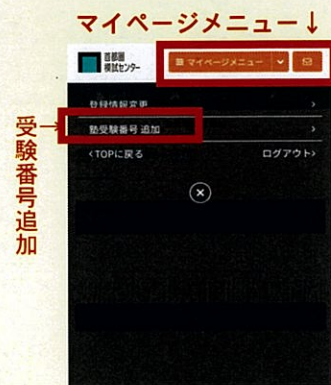 マイページメニュー↓
首都圏
模試センター
マイページメニュー
登録情報変更
塾受験番号 追加
<TOPに戻る
ログアウト>
受験番号追加→